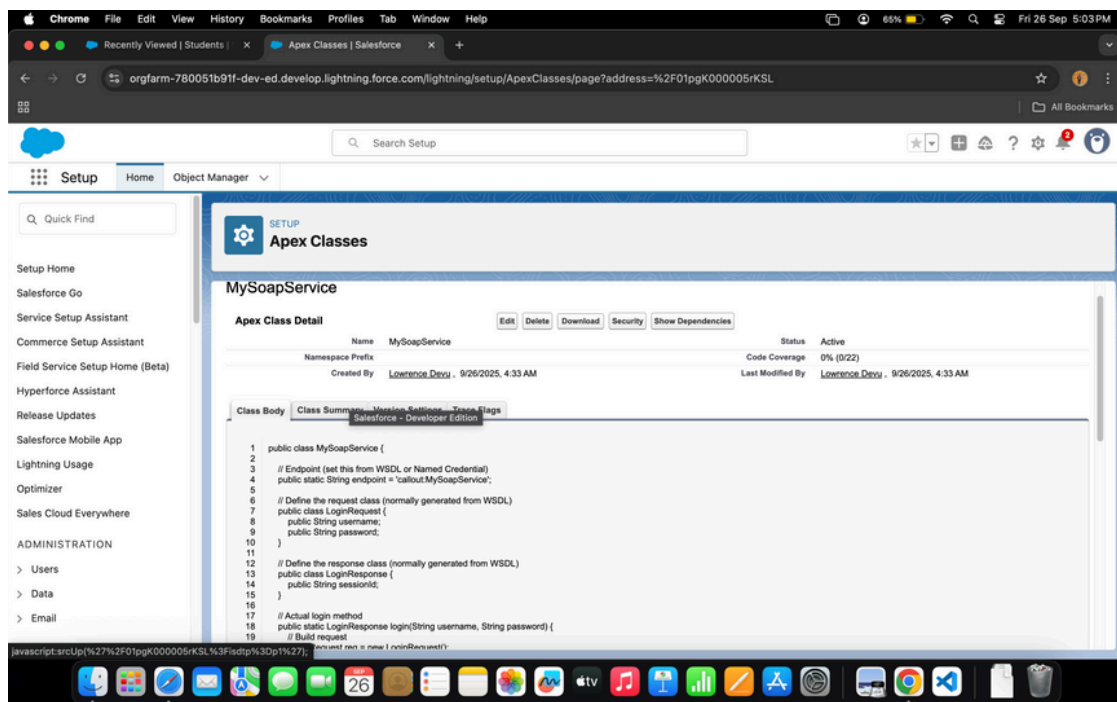 Chrome File Edit View History Bookmarks Profiles Tab Window Help 65% Fri 26 Sep 5:03 PM
Recently Viewed | Students | Apex Classes | Salesforce
orgfarm-780051b91f-dev-ed.develop.lightning.force.com/lightning/setup/ApexClasses/page?address=%2F01pgK000005rKSL
All Bookmarks
Search Setup
2
Setup Home Object Manager
Quick Find
SETUP
Apex Classes
Setup Home
Salesforce Go
Service Setup Assistant
Commerce Setup Assistant
Field Service Setup Home (Beta)
Hyperforce Assistant
Release Updates
Salesforce Mobile App
Lightning Usage
Optimizer
Sales Cloud Everywhere
ADMINISTRATION
> Users
> Data
> Email
MySoapService
Apex Class Detail Edit Delete Download Security Show Dependencies
Name MySoapService Status Active
Namespace Prefix Code Coverage 0% (0/22)
Created By Lowrence Devu , 9/26/2025, 4:33 AM Last Modified By Lowrence Devu , 9/26/2025, 4:33 AM
Class Body Class Summary Version Settings Trace Flags
Salesforce - Developer Edition
1 public class MySoapService {
2
3 // Endpoint (set this from WSDL or Named Credential)
4 public static String endpoint = 'callout:MySoapService';
5
6 // Define the request class (normally generated from WSDL)
7 public class LoginRequest {
8 public String username;
9 public String password;
10 }
11
12 // Define the response class (normally generated from WSDL)
13 public class LoginResponse {
14 public String sessionId;
15 }
16
17 // Actual login method
18 public static LoginResponse login(String username, String password) {
19 // Build request
req = new LoginRequest();
javascript:srcUp(%27%2F01pgK000005rKSL%3Fisdtp%3Dp1%27);
SEP
26
tv